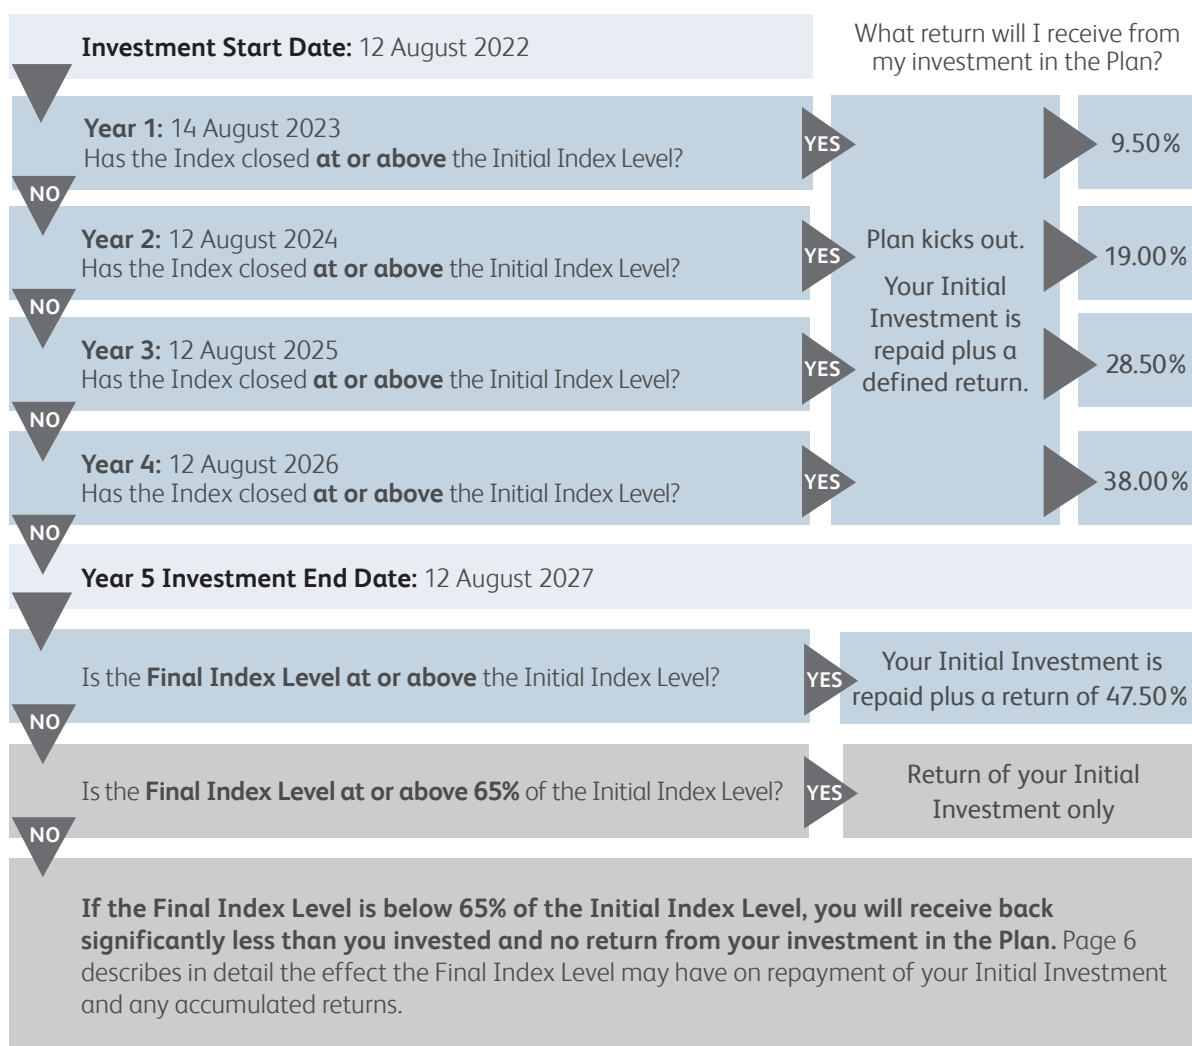 Investment Start Date: 12 August 2022
What return will I receive from
my investment in the Plan?
Year 1: 14 August 2023
Has the Index closed at or above the Initial Index Level?
YES
9.50%
NO
Year 2: 12 August 2024
Has the Index closed at or above the Initial Index Level?
YES
Plan kicks out.
Your Initial
Investment is
repaid plus a
defined return.
19.00%
NO
Year 3: 12 August 2025
Has the Index closed at or above the Initial Index Level?
YES
28.50%
NO
Year 4: 12 August 2026
Has the Index closed at or above the Initial Index Level?
YES
38.00%
NO
Year 5 Investment End Date: 12 August 2027
Is the Final Index Level at or above the Initial Index Level?
YES
Your Initial Investment is
repaid plus a return of 47.50%
NO
Is the Final Index Level at or above 65% of the Initial Index Level?
YES
Return of your Initial
Investment only
NO
If the Final Index Level is below 65% of the Initial Index Level, you will receive back
significantly less than you invested and no return from your investment in the Plan. Page 6
describes in detail the effect the Final Index Level may have on repayment of your Initial Investment
and any accumulated returns.